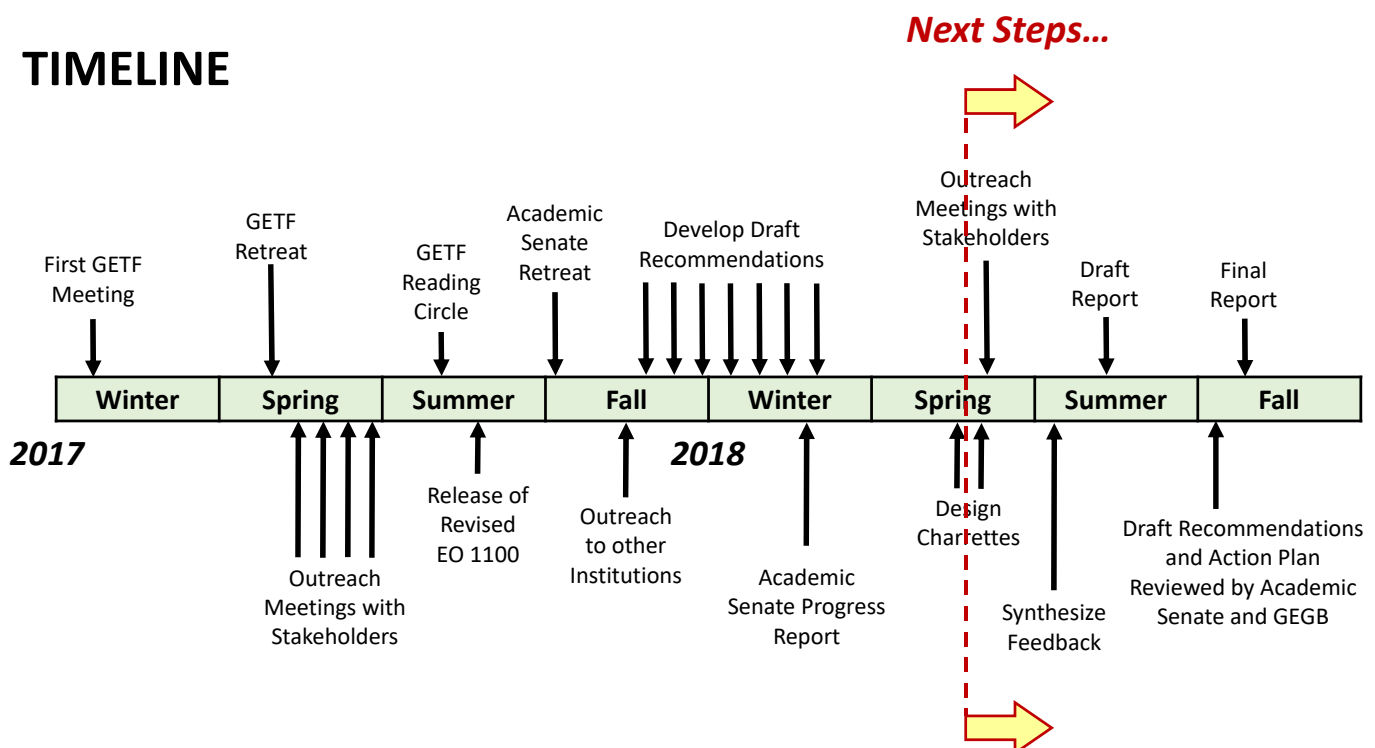 Next Steps…
TIMELINE
First GETF
Meeting
GETF
Retreat
GETF
Reading
Circle
Academic
Senate
Retreat
Develop Draft
Recommendations
Outreach
Meetings with
Stakeholders
Draft
Report
Final
Report
Winter
Spring
Summer
Fall
Winter
Spring
Summer
Fall
2017
2018
Outreach
Meetings with
Stakeholders
Release of
Revised
EO 1100
Outreach
to other
Institutions
Academic
Senate Progress
Report
Design
Charrettes
Synthesize
Feedback
Draft Recommendations
and Action Plan
Reviewed by Academic
Senate and GEGB